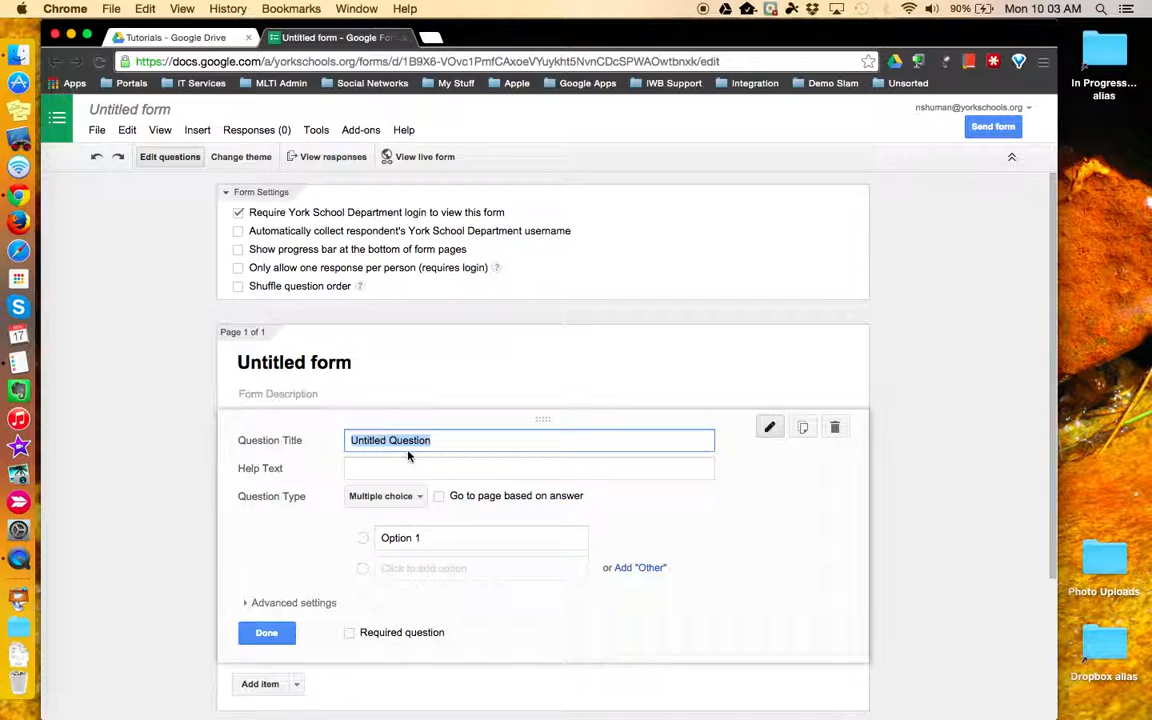 Chrome File Edit View History Bookmarks Window Help 90% Mon 10 03 AM
Tutorials - Google Drive × Untitled form - Google For ×
https://docs.google.com/a/yorkschools.org/forms/d/1B9X6-VOvc1PmfCAxoeVYuykht5NvnCDcSPWAOwtbnxk/edit
Apps Portals IT Services MLTI Admin Social Networks My Stuff Apple Google Apps IWB Support Integration Demo Slam Unsorted
In Progress... alias
Untitled form
nshuman@yorkschools.org
File Edit View Insert Responses (0) Tools Add-ons Help
Send form
Edit questions Change theme View responses View live form
Form Settings
Require York School Department login to view this form
Automatically collect respondent's York School Department username
Show progress bar at the bottom of form pages
Only allow one response per person (requires login) ?
Shuffle question order ?
Page 1 of 1
Untitled form
Form Description
Question Title Untitled Question
Help Text
Question Type Multiple choice Go to page based on answer
Option 1
Click to add option or Add "Other"
Advanced settings
Done Required question
Add item
NOV
17
Photo Uploads
Dropbox alias